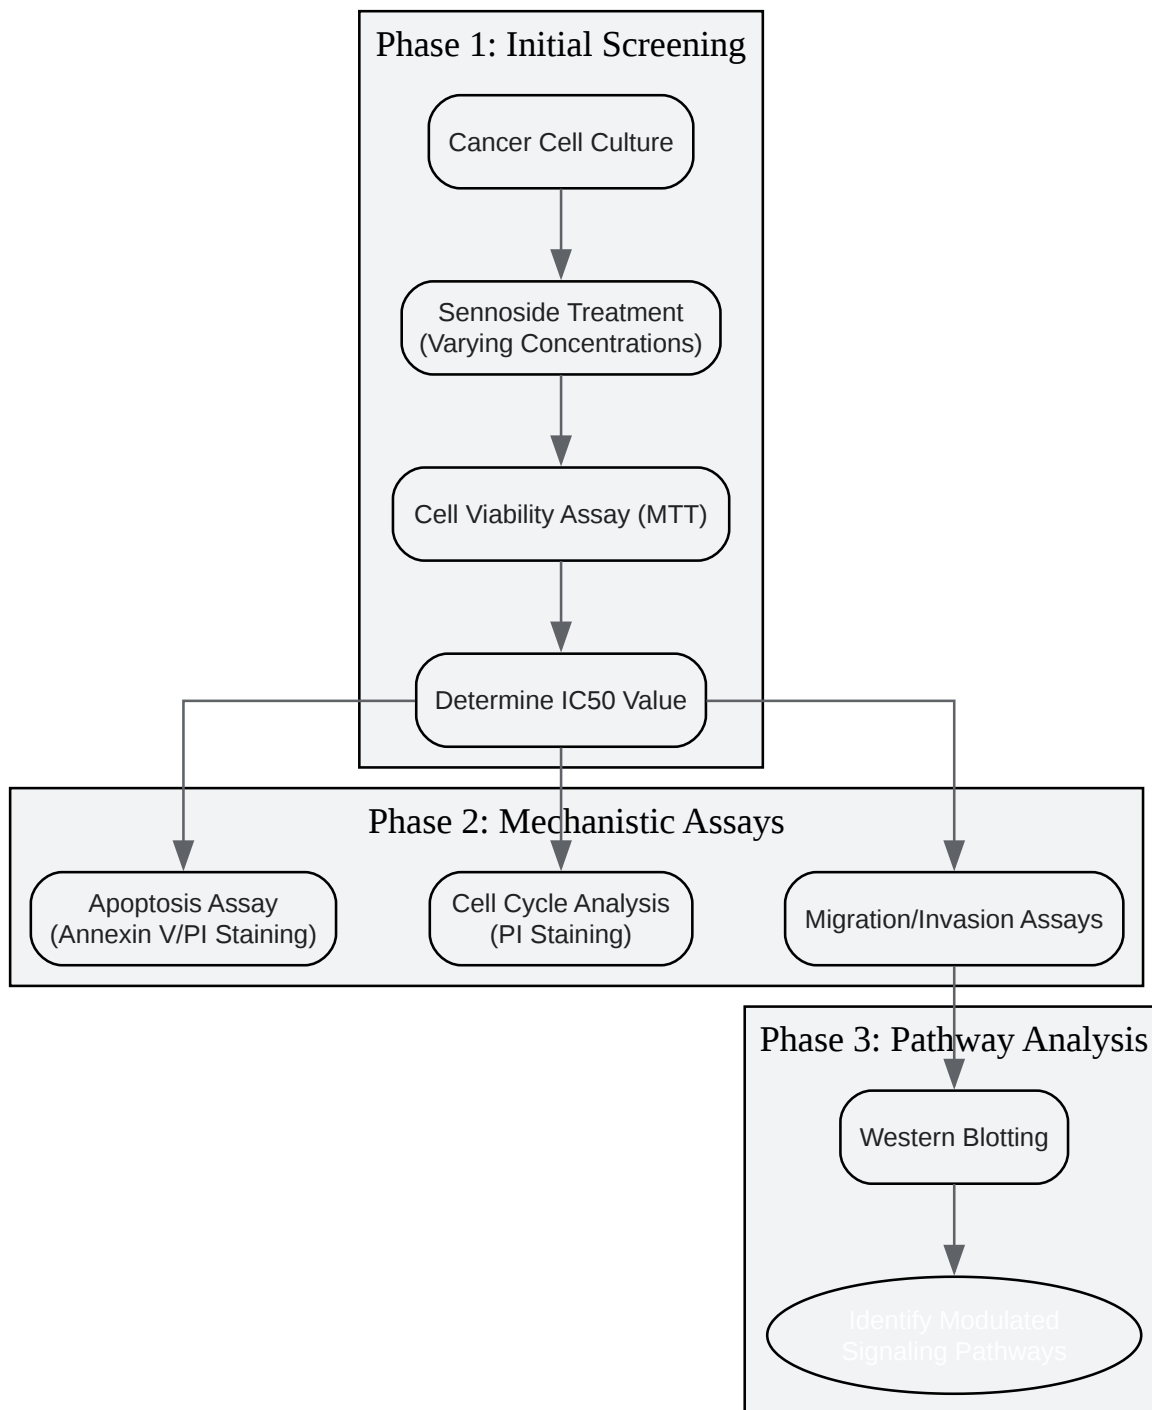 Phase 1: Initial Screening
Cancer Cell Culture
Sennoside Treatment
(Varying Concentrations)
Cell Viability Assay (MTT)
Determine IC50 Value
Phase 2: Mechanistic Assays
Apoptosis Assay
(Annexin V/PI Staining)
Cell Cycle Analysis
(PI Staining)
Migration/Invasion Assays
Phase 3: Pathway Analysis
Western Blotting
Identify Modulated
Signaling Pathways